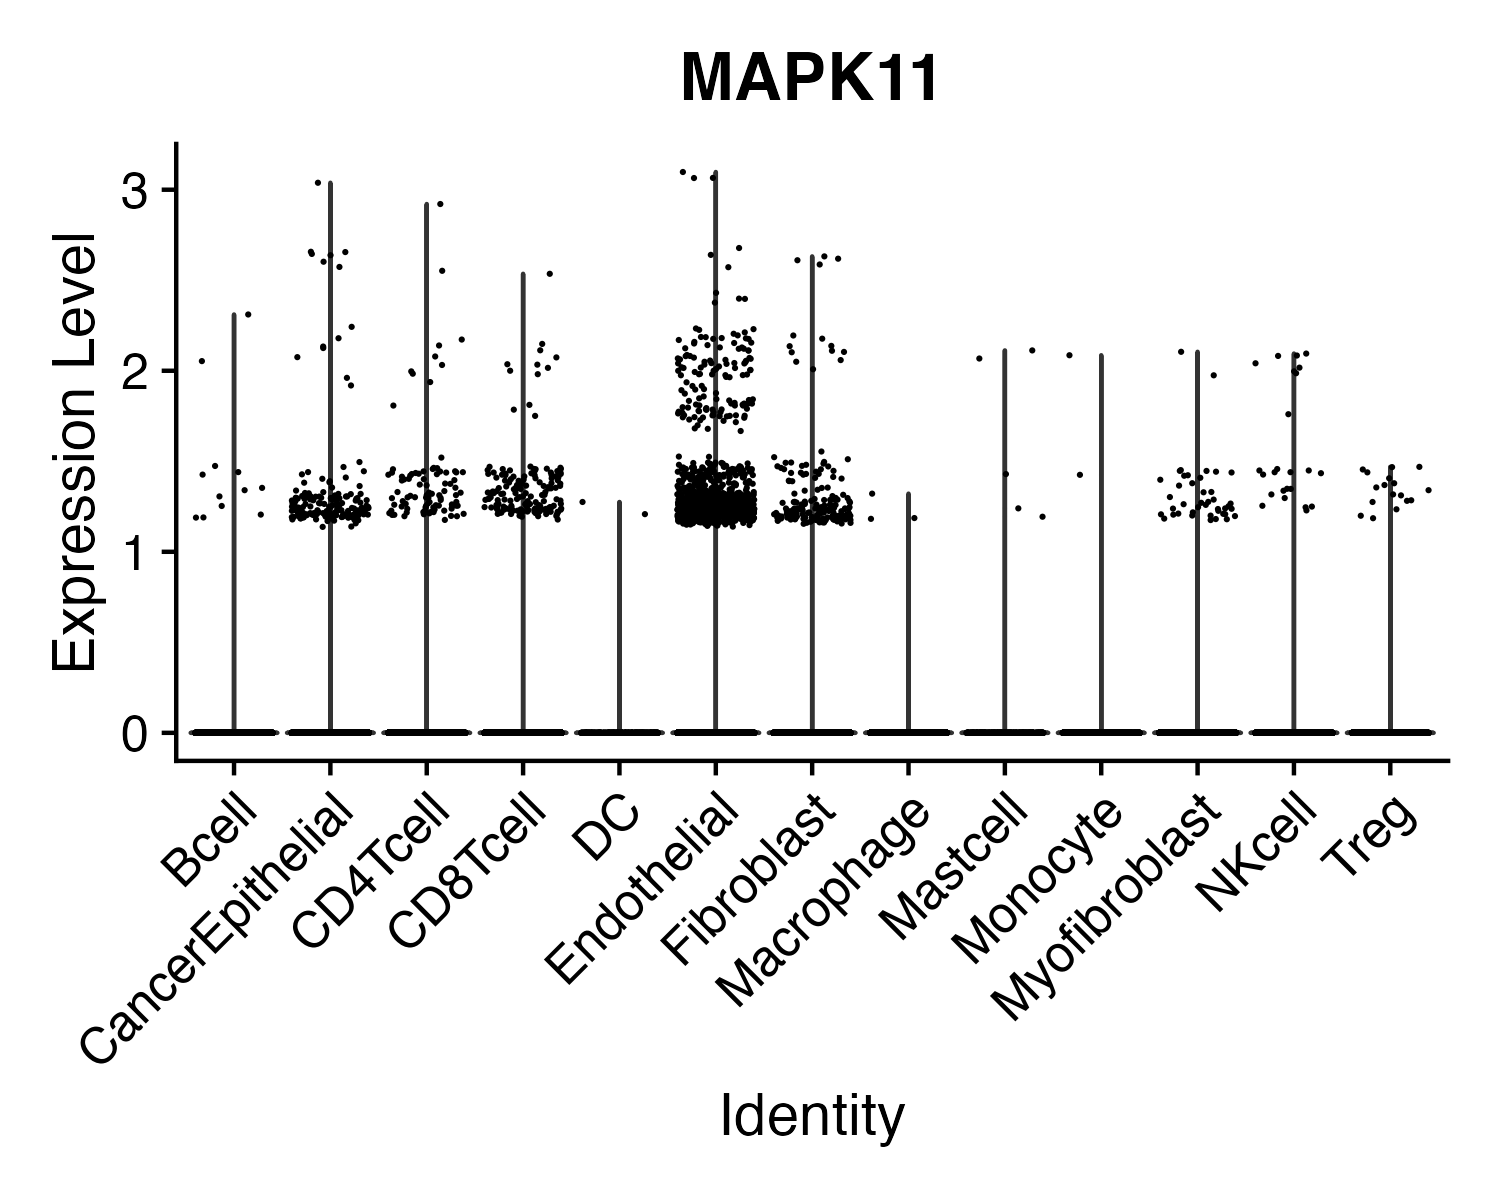 MAPK11
Expression Level
3
2
1
0
Bcell
CancerEpithelial
CD4Tcell
CD8Tcell
DC
Endothelial
Fibroblast
Macrophage
Mastcell
Monocyte
Myofibroblast
NKcell
Treg
Identity